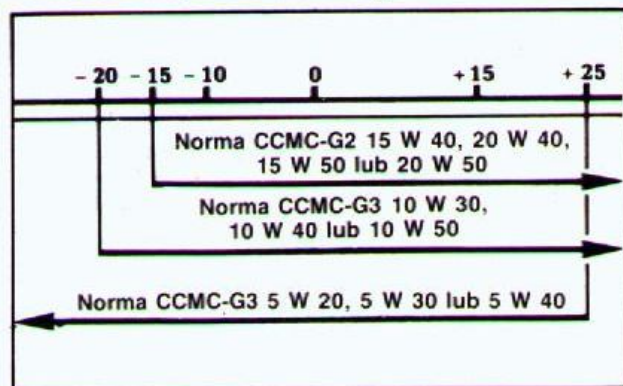 - 20 - 15 - 10 0 + 15 + 25
Norma CCMC-G2 15 W 40, 20 W 40,
15 W 50 lub 20 W 50
Norma CCMC-G3 10 W 30,
10 W 40 lub 10 W 50
Norma CCMC-G3 5 W 20, 5 W 30 lub 5 W 40